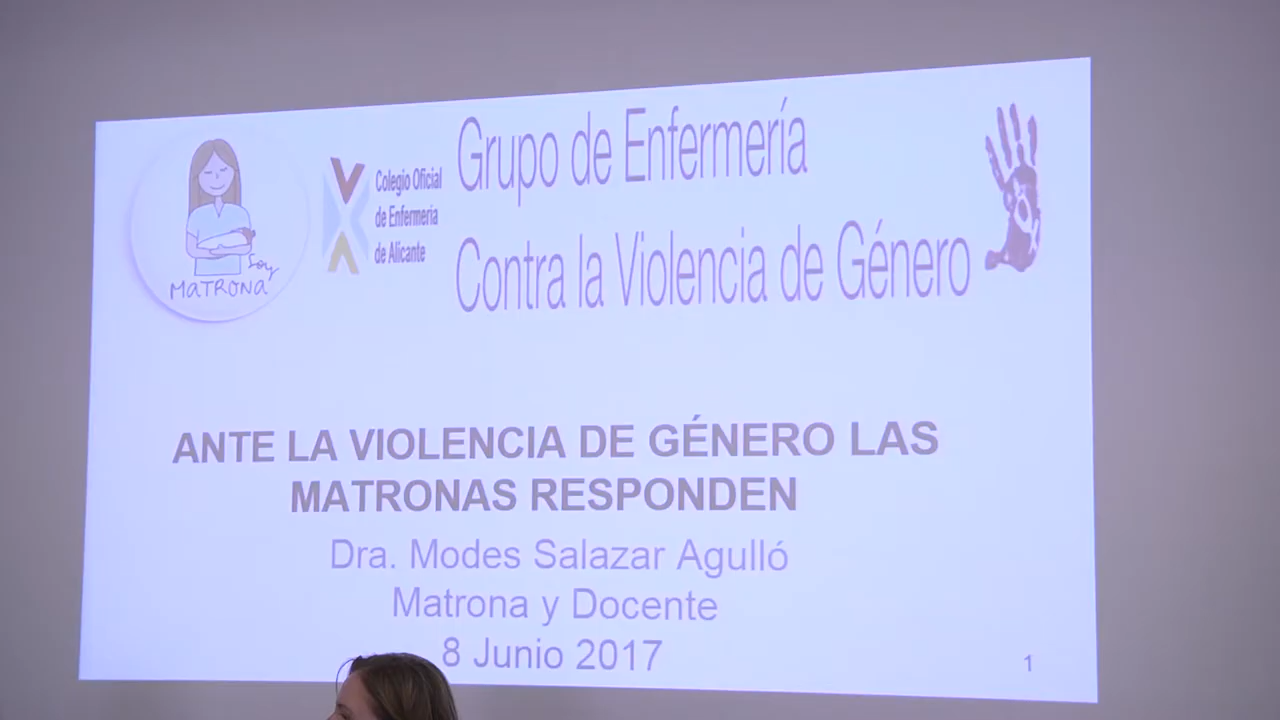 Soy
MaTRONA
Colegio Oficial
de Enfermería
de Alicante
Grupo de Enfermería
Contra la Violencia de Género
ANTE LA VIOLENCIA DE GÉNERO LAS
MATRONAS RESPONDEN
Dra. Modes Salazar Agulló
Matrona y Docente
8 Junio 2017
1